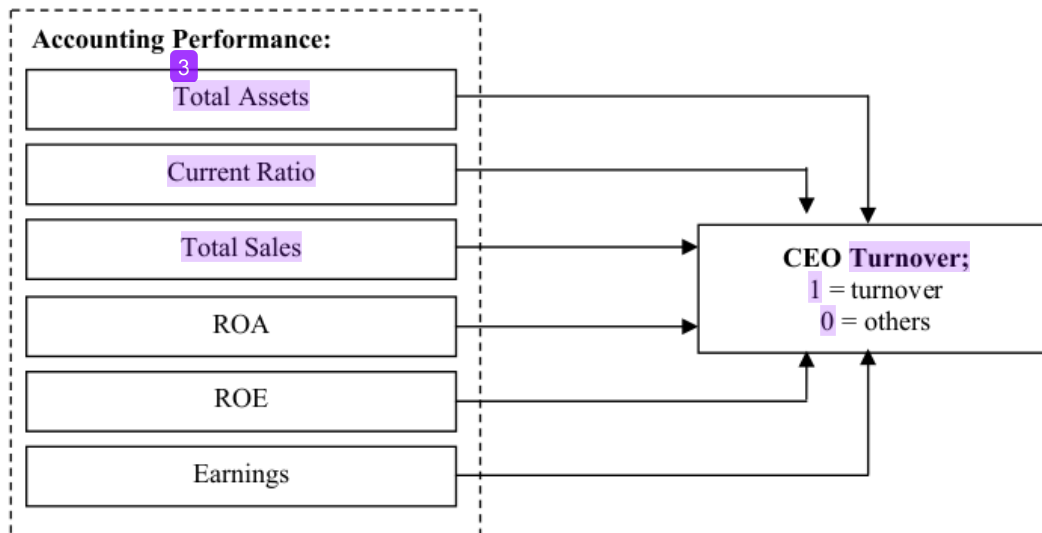 Accounting Performance:
3
Total Assets
Current Ratio
Total Sales
ROA
ROE
Earnings
CEO Turnover;
1 = turnover
0 = others